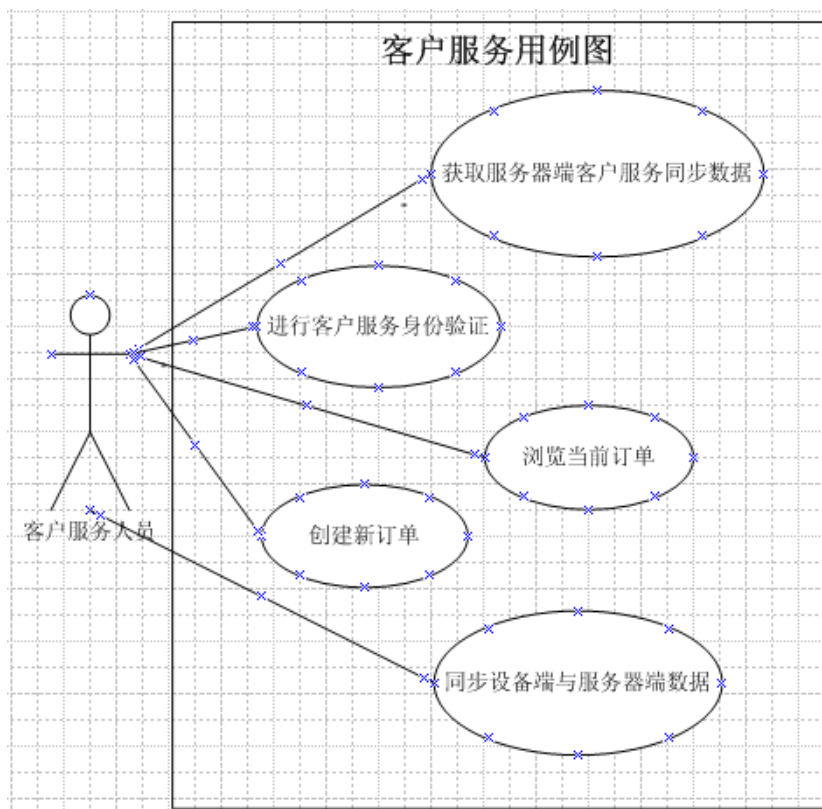 客户服务用例图
获取服务器端客户服务同步数据
进行客户服务身份验证
浏览当前订单
创建新订单
客户服务人员
同步设备端与服务器端数据